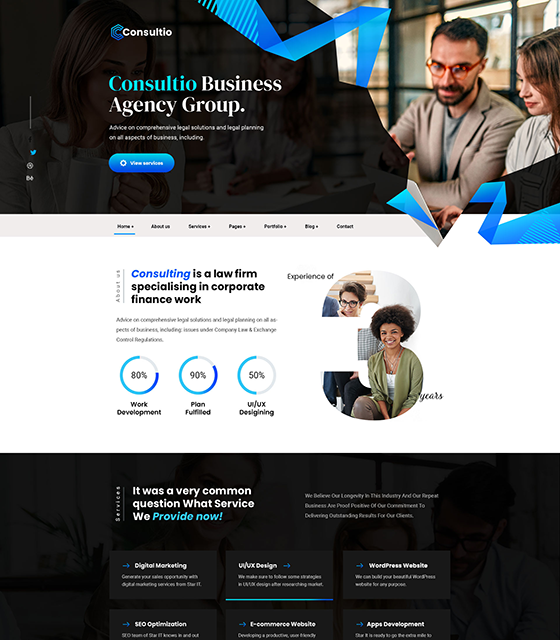 Consultio
Consultio Business
Agency Group.
Advice on comprehensive legal solutions and legal planning
on all aspects of business, including.
View services
Home +
About us
Services +
Pages +
Portfolio +
Blog +
Contact
About us
Consulting is a law firm
specialising in corporate
finance work
Advice on comprehensive legal solutions and legal planning on all as-
pects of business, including: issues under Company Law & Exchange
Control Regulations.
80%
90%
50%
Work
Development
Plan
Fulfilled
UI/UX
Desigining
Experience of
years
Services
It was a very common
question What Service
We Provide now!
We Believe Our Longevity In This Industry And Our Repeat
Business Are Proof Positive Of Our Commitment To
Delivering Outstanding Results For Our Clients.
Digital Marketing
Generate your sales opportunity with
digital marketing services from Star IT.
UI/UX Design
We make sure to follow some strategies
in UI/UX design after researching market.
WordPress Website
We can build your beautiful WordPress
website for any purpose.
SEO Optimization
SEO team of Star IT knows in and out
E-commerce Website
Developing a productive, user friendly
Apps Development
Star It is ready to go the extra mile to